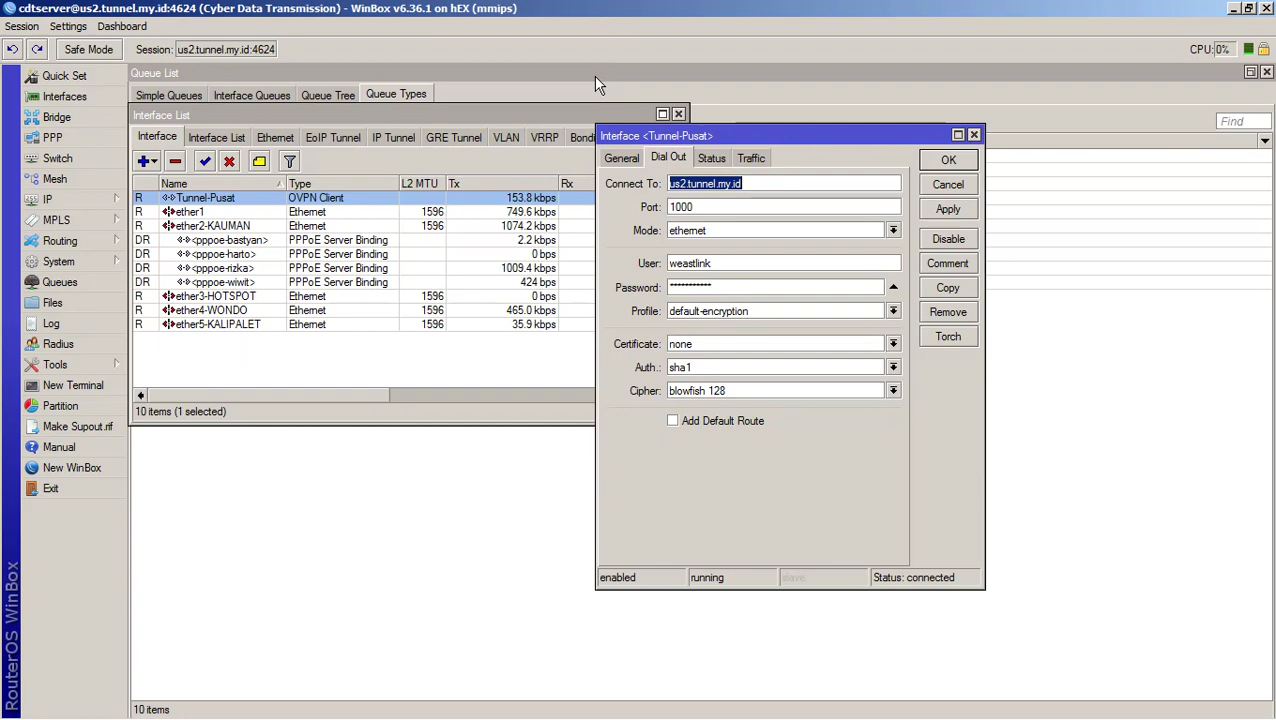 cdtserver@us2.tunnel.my.id:4624 (Cyber Data Transmission) - WinBox v6.36.1 on hEX (mmips)
Session Settings Dashboard
Safe Mode Session: us2.tunnel.my.id:4624 CPU: 0%
Quick Set
Interfaces
Bridge
PPP
Switch
Mesh
IP
MPLS
Routing
System
Queues
Files
Log
Radius
Tools
New Terminal
Partition
Make Supout.rif
Manual
New WinBox
Exit
RouterOS WinBox
Queue List
Simple Queues Interface Queues Queue Tree Queue Types
Find
Interface List
Interface Interface List Ethernet EoIP Tunnel IP Tunnel GRE Tunnel VLAN VRRP Bondi
Name Type L2 MTU Tx Rx
R Tunnel-Pusat OVPN Client 153.8 kbps
R ether1 Ethernet 1596 749.6 kbps
R ether2-KAUMAN Ethernet 1596 1074.2 kbps
DR <pppoe-bastyan> PPPoE Server Binding 2.2 kbps
DR <pppoe-harto> PPPoE Server Binding 0 bps
DR <pppoe-rizka> PPPoE Server Binding 1009.4 kbps
DR <pppoe-wiwit> PPPoE Server Binding 424 bps
R ether3-HOTSPOT Ethernet 1596 0 bps
R ether4-WONDO Ethernet 1596 465.0 kbps
R ether5-KALIPALET Ethernet 1596 35.9 kbps
10 items (1 selected)
Interface <Tunnel-Pusat>
General Dial Out Status Traffic
Connect To: us2.tunnel.my.id
Port: 1000
Mode: ethernet
User: weastlink
Password: ***********
Profile: default-encryption
Certificate: none
Auth.: sha1
Cipher: blowfish 128
Add Default Route
OK
Cancel
Apply
Disable
Comment
Copy
Remove
Torch
enabled running slave Status: connected
10 items